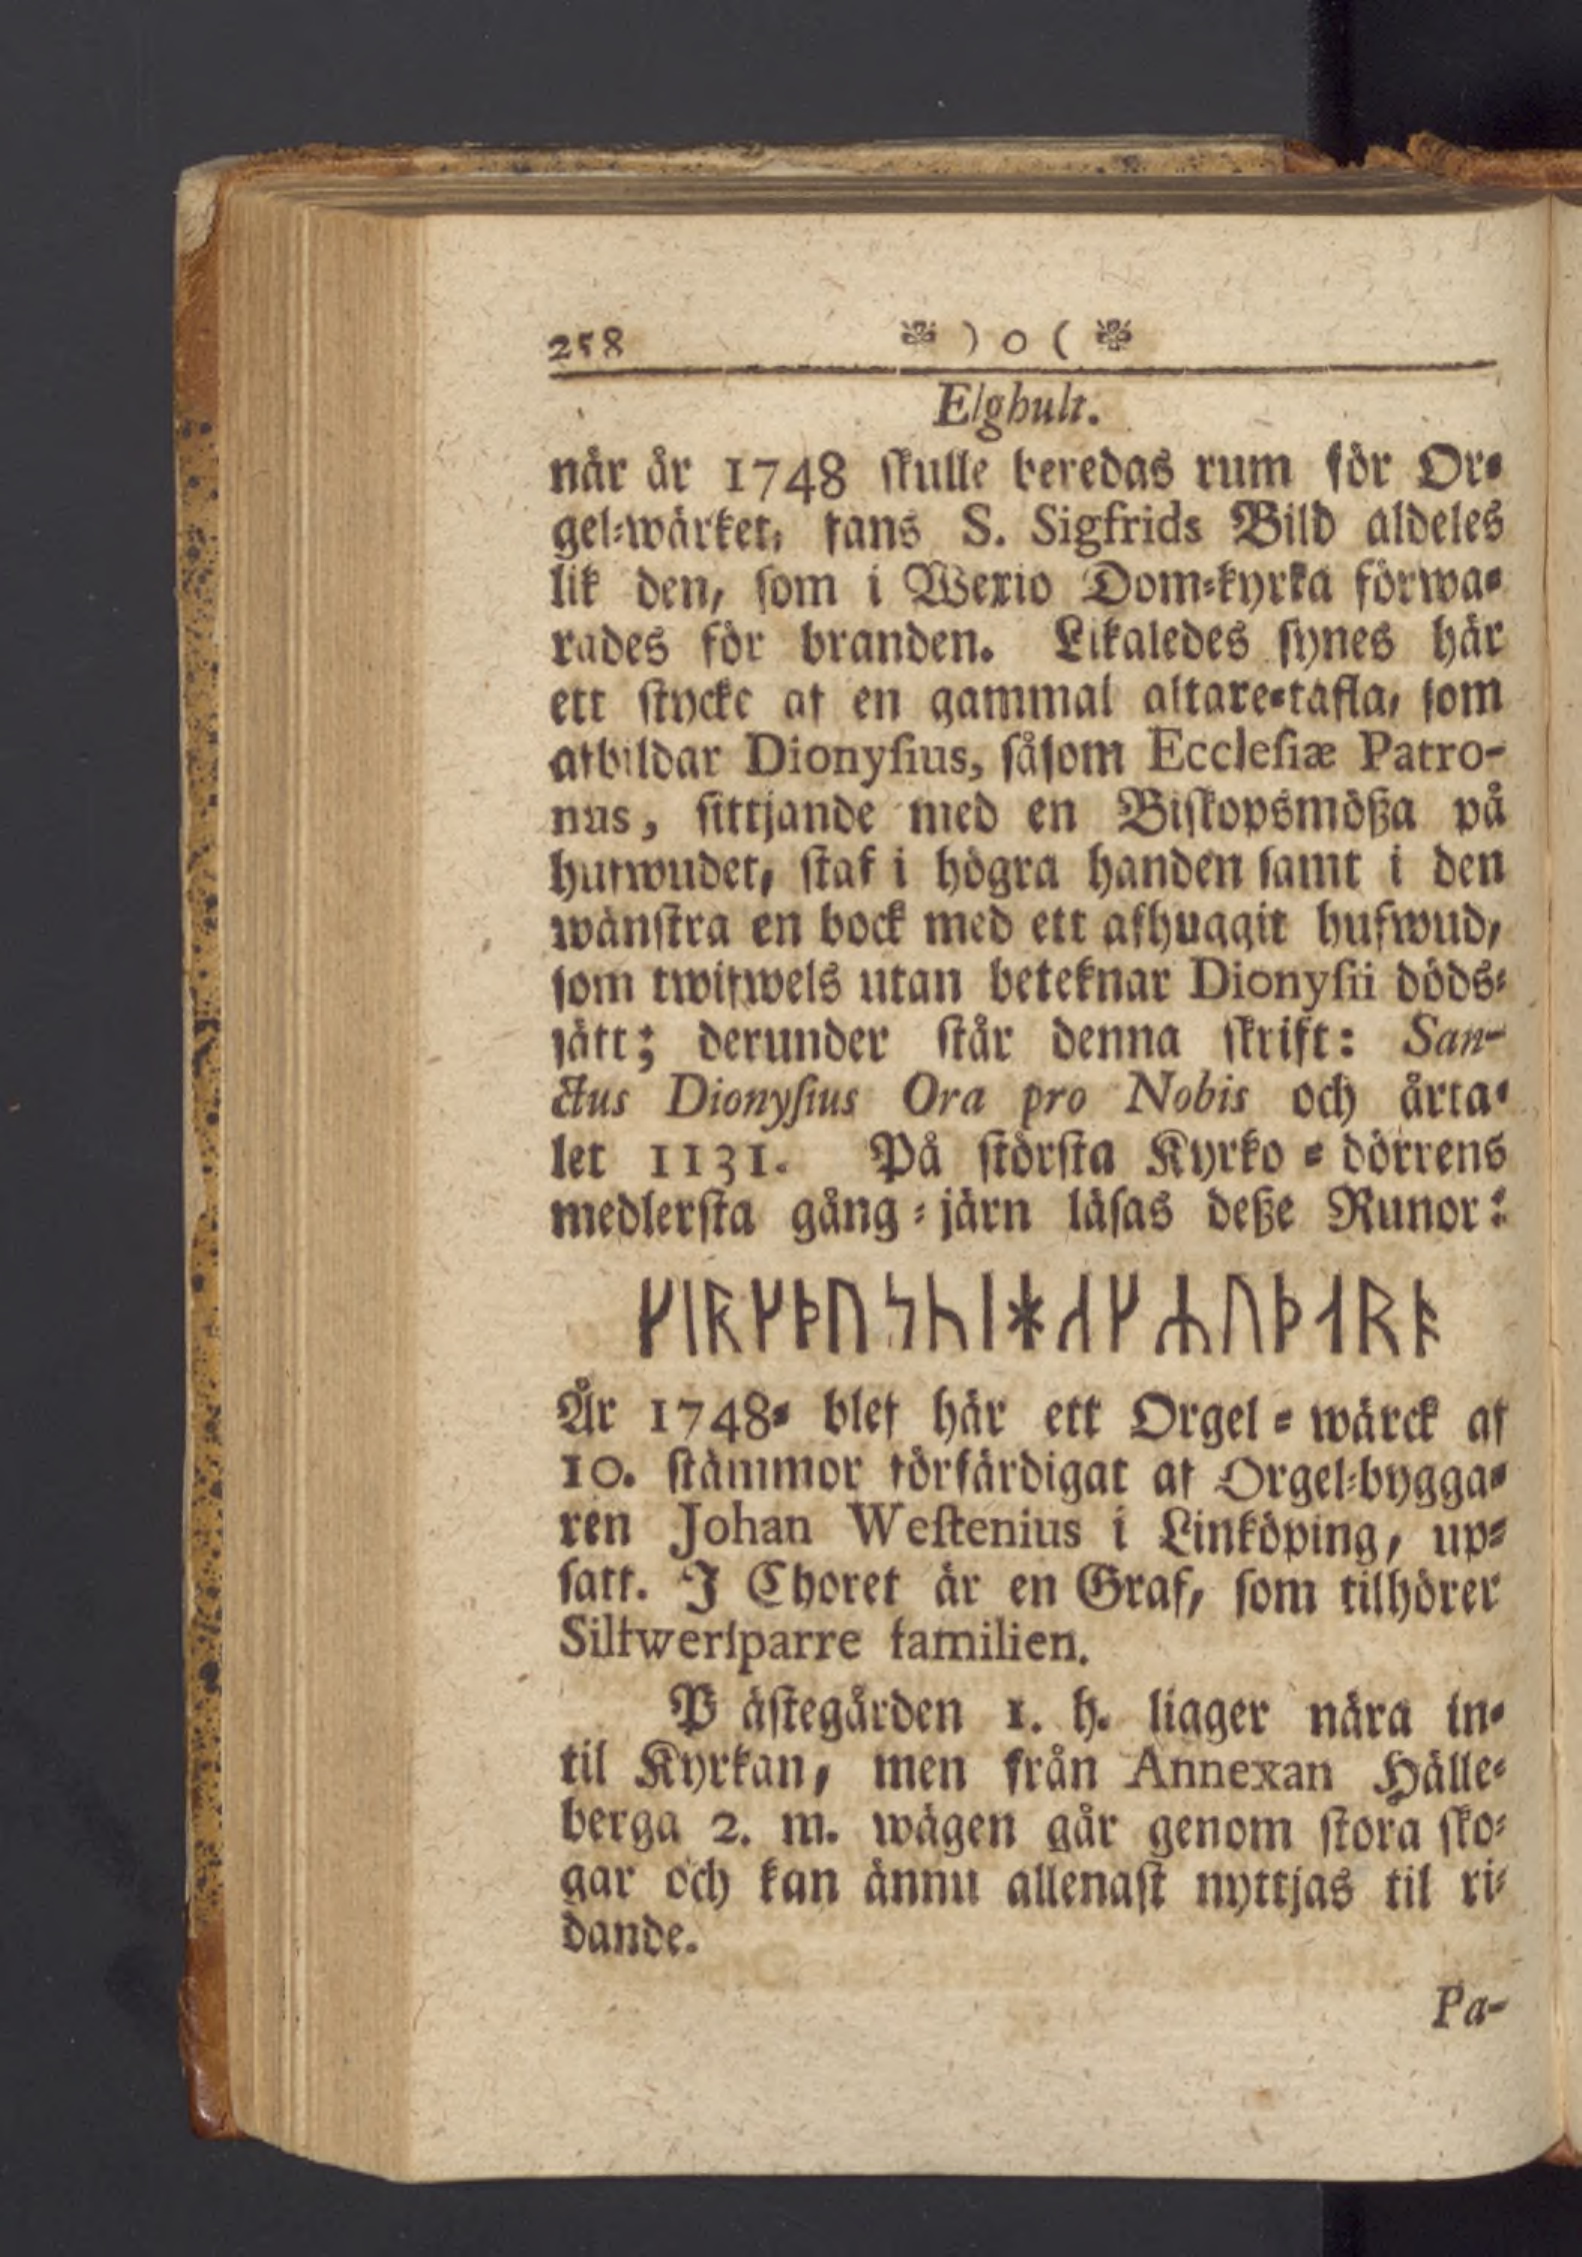 258 ❧ ) o ( ❧
Elghult.
når år 1748 skulle beredas rum för Or-
gel-wärket, fans S. Sigfrids Bild aldeles
lik den, som i Wexio Dom-kyrka förwa-
rades för branden. Likaledes synes här
ett stycke af en gammal altare-tafla, som
afbildar Dionysius, såsom Ecclesiæ Patro-
nus, sittjande med en Biskopsmößa på
hufwudet, staf i högra handen samt i den
wänstra en bock med ett afhuggit hufwud,
som twifwels utan beteknar Dionysii döds-
sätt; derunder står denna skrift: San-
ctus Dionysius Ora pro Nobis och årta-
let 1131. På största Kyrko-dörrens
medlersta gång-järn läsas deße Runor:
År 1748- blef här ett Orgel-wärck af
10. stämmor förfärdigat af Orgel-bygga-
ren Johan Westenius i Linköping, up-
satt. I Choret är en Graf, som tilhörer
Silfwersparre familien.
P ästegården 1. h. ligger nära in-
til Kyrkan, men från Annexan Hälle-
berga 2. m. wägen går genom stora sko-
gar och kan ännu allenast nyttjas til ri-
dande.
Pa-